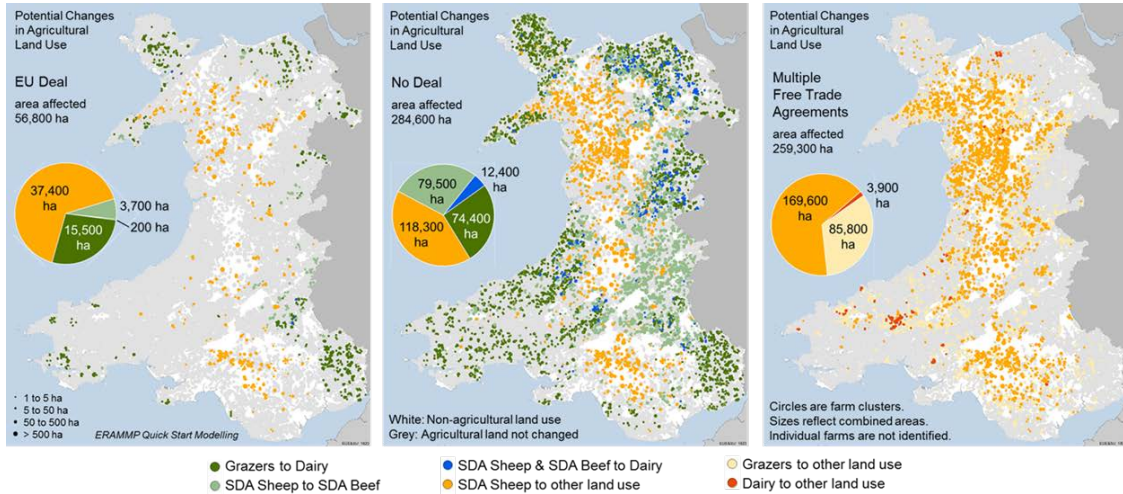 Potential Changes
in Agricultural
Land Use
EU Deal
area affected
56,800 ha
37,400
ha
3,700 ha
200 ha
15,500
ha
1 to 5 ha
5 to 50 ha
50 to 500 ha
> 500 ha
ERAMMP Quick Start Modelling
Potential Changes
in Agricultural
Land Use
No Deal
area affected
284,600 ha
79,500
ha
12,400
ha
74,400
ha
118,300
ha
White: Non-agricultural land use
Grey: Agricultural land not changed
Potential Changes
in Agricultural
Land Use
Multiple
Free Trade
Agreements
area affected
259,300 ha
169,600
ha
3,900
ha
85,800
ha
Circles are farm clusters.
Sizes reflect combined areas.
Individual farms are not identified.
Grazers to Dairy
SDA Sheep to SDA Beef
SDA Sheep & SDA Beef to Dairy
SDA Sheep to other land use
Grazers to other land use
Dairy to other land use